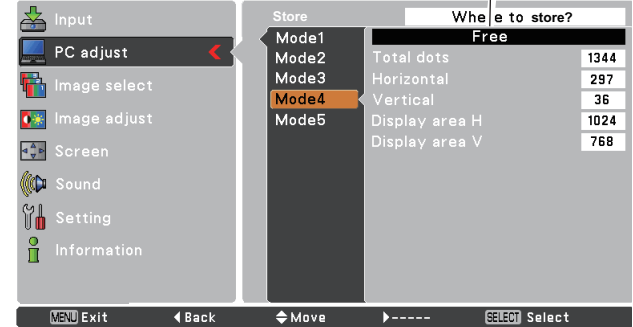 Input
PC adjust
Image select
Image adjust
Screen
Sound
Setting
Information
Store
Mode1
Mode2
Mode3
Mode4
Mode5
Where to store?
Free
Total dots 1344
Horizontal 297
Vertical 36
Display area H 1024
Display area V 768
MENU Exit Back Move ----- SELECT Select